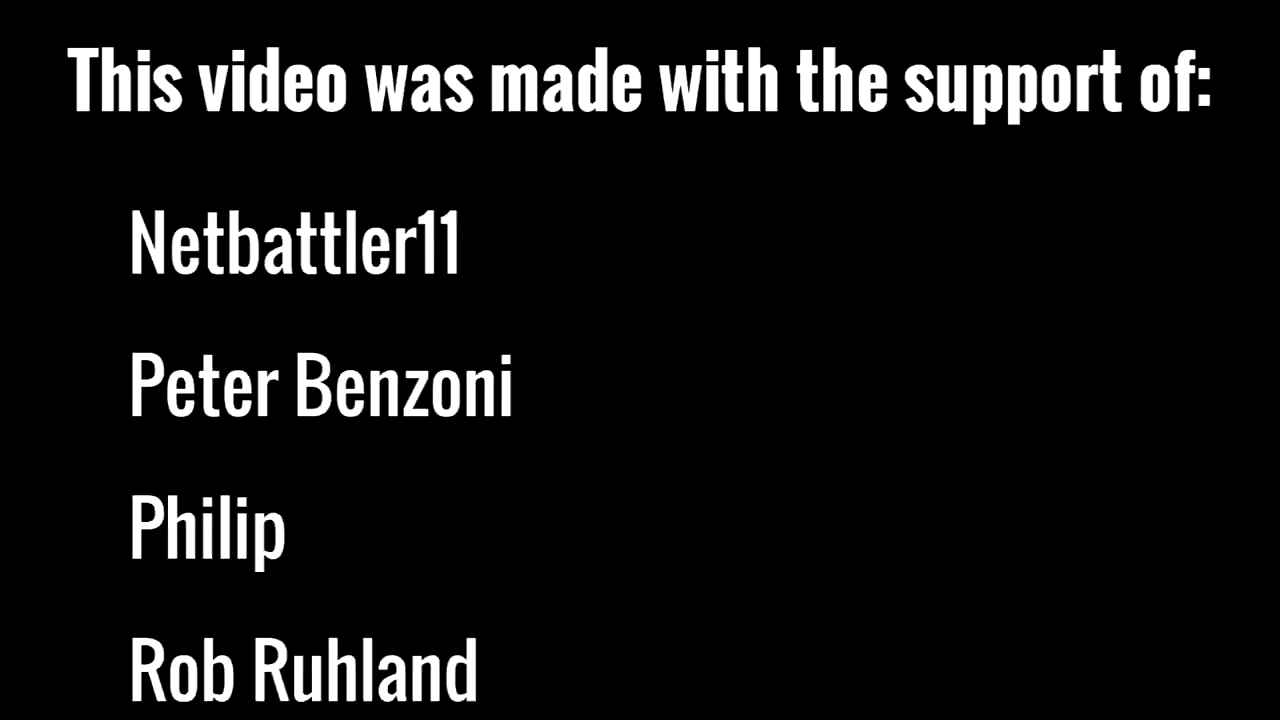 This video was made with the support of:
Netbattler11
Peter Benzoni
Philip
Rob Ruhland